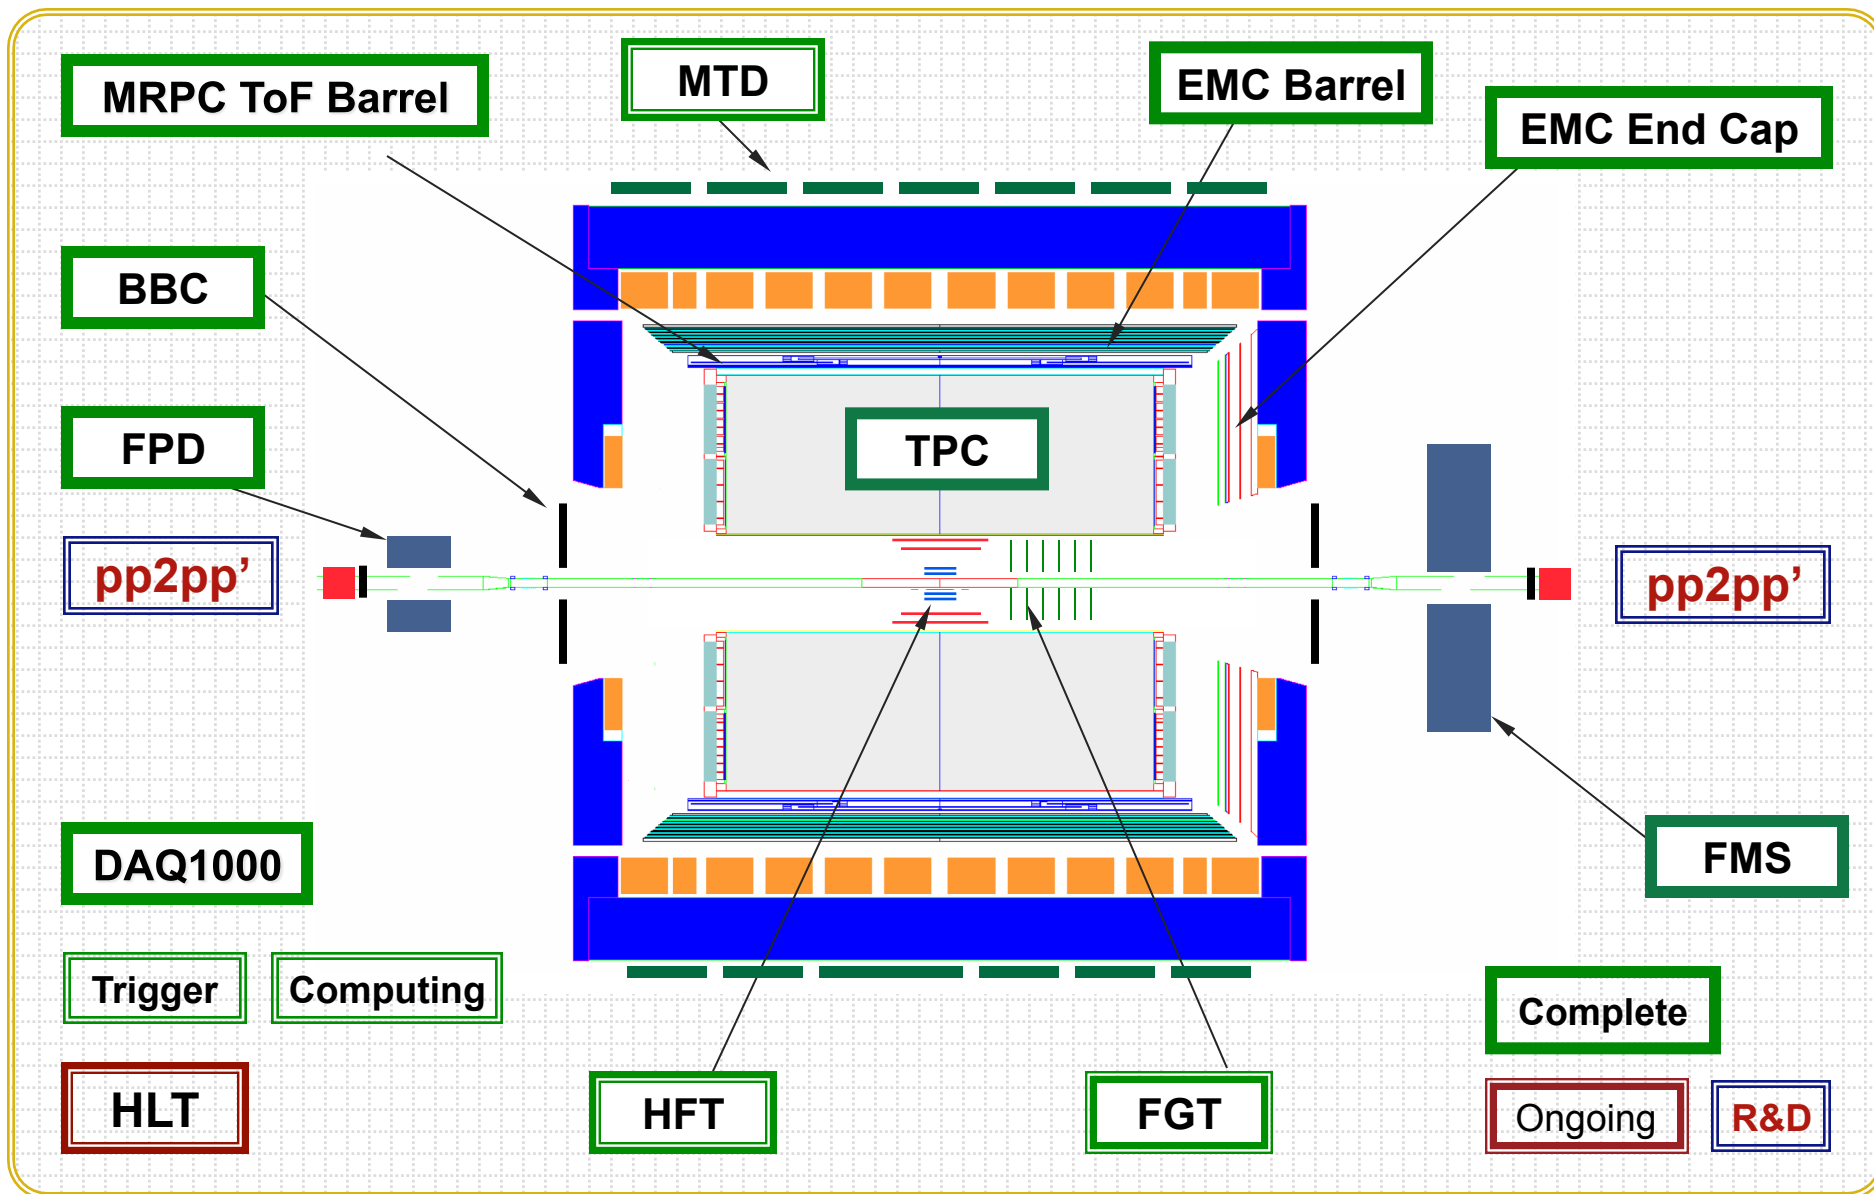 MRPC ToF Barrel
MTD
EMC Barrel
EMC End Cap
BBC
FPD
TPC
pp2pp’
pp2pp’
DAQ1000
FMS
Trigger
Computing
Complete
HLT
HFT
FGT
Ongoing
R&D